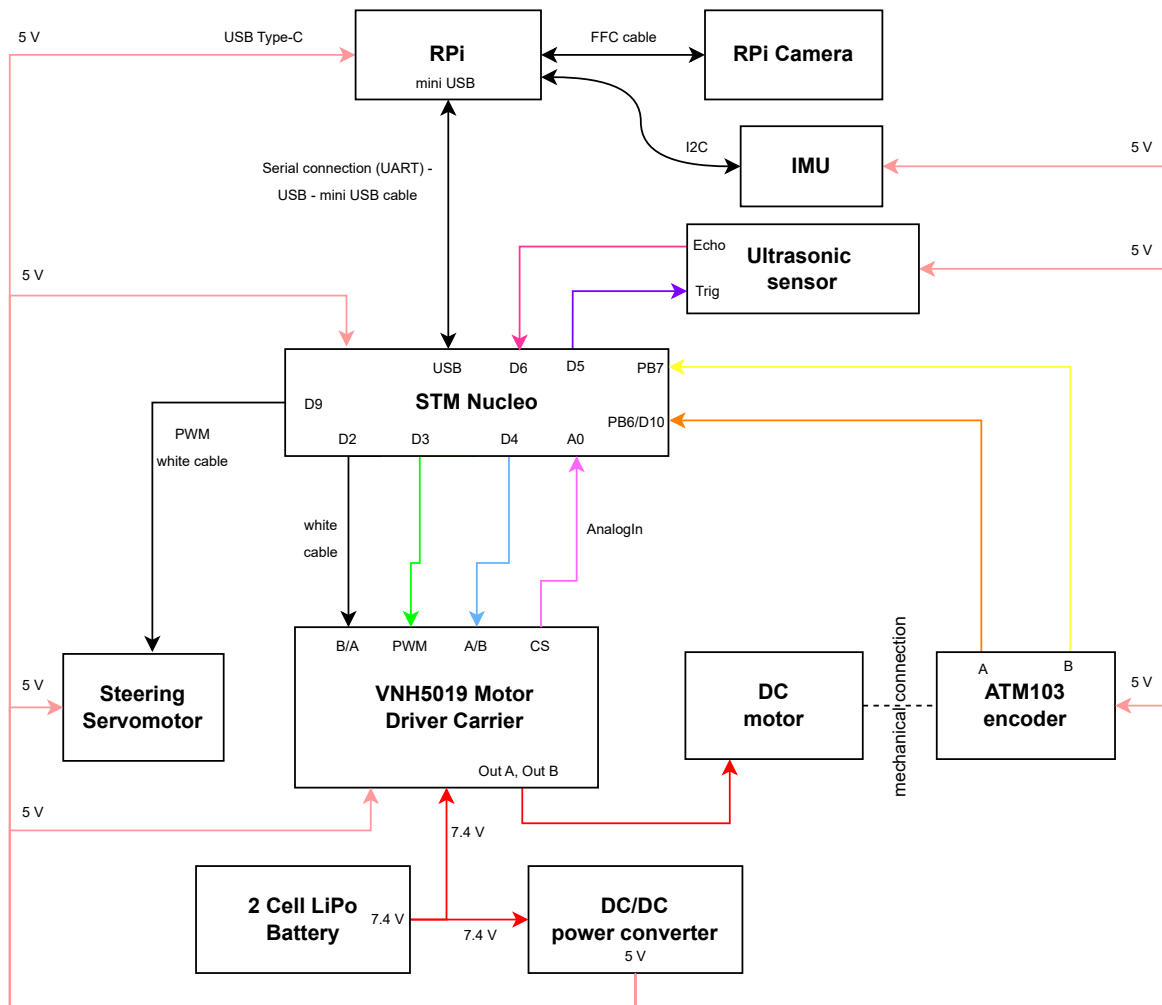 5 V
USB Type-C
RPi
mini USB
FFC cable
RPi Camera
I2C
IMU
5 V
Serial connection (UART) -
USB - mini USB cable
Echo
Trig
Ultrasonic
sensor
5 V
5 V
USB
D6
D5
PB7
D9
STM Nucleo
PB6/D10
D2
D3
D4
A0
PWM
white cable
white
cable
AnalogIn
B/A
PWM
A/B
CS
VNH5019 Motor
Driver Carrier
Out A, Out B
5 V
Steering
Servomotor
DC
motor
mechanical connection
A
B
ATM103
encoder
5 V
5 V
7.4 V
2 Cell LiPo
Battery
7.4 V
7.4 V
DC/DC
power converter
5 V